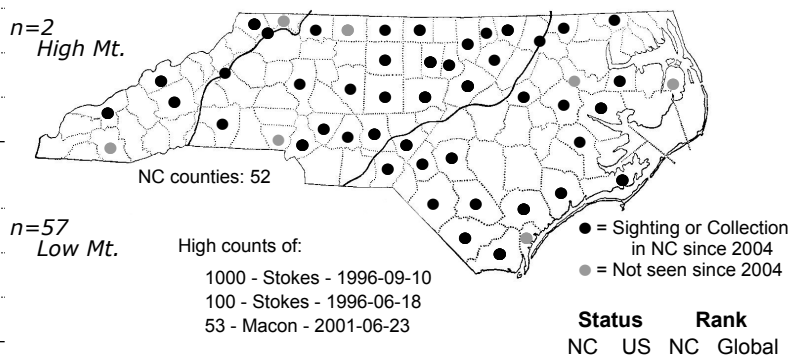 n=2
High Mt.
NC counties: 52
n=57
Low Mt.
High counts of:
1000 - Stokes - 1996-09-10
100 - Stokes - 1996-06-18
53 - Macon - 2001-06-23
● = Sighting or Collection
in NC since 2004
● = Not seen since 2004
Status Rank
NC US NC Global